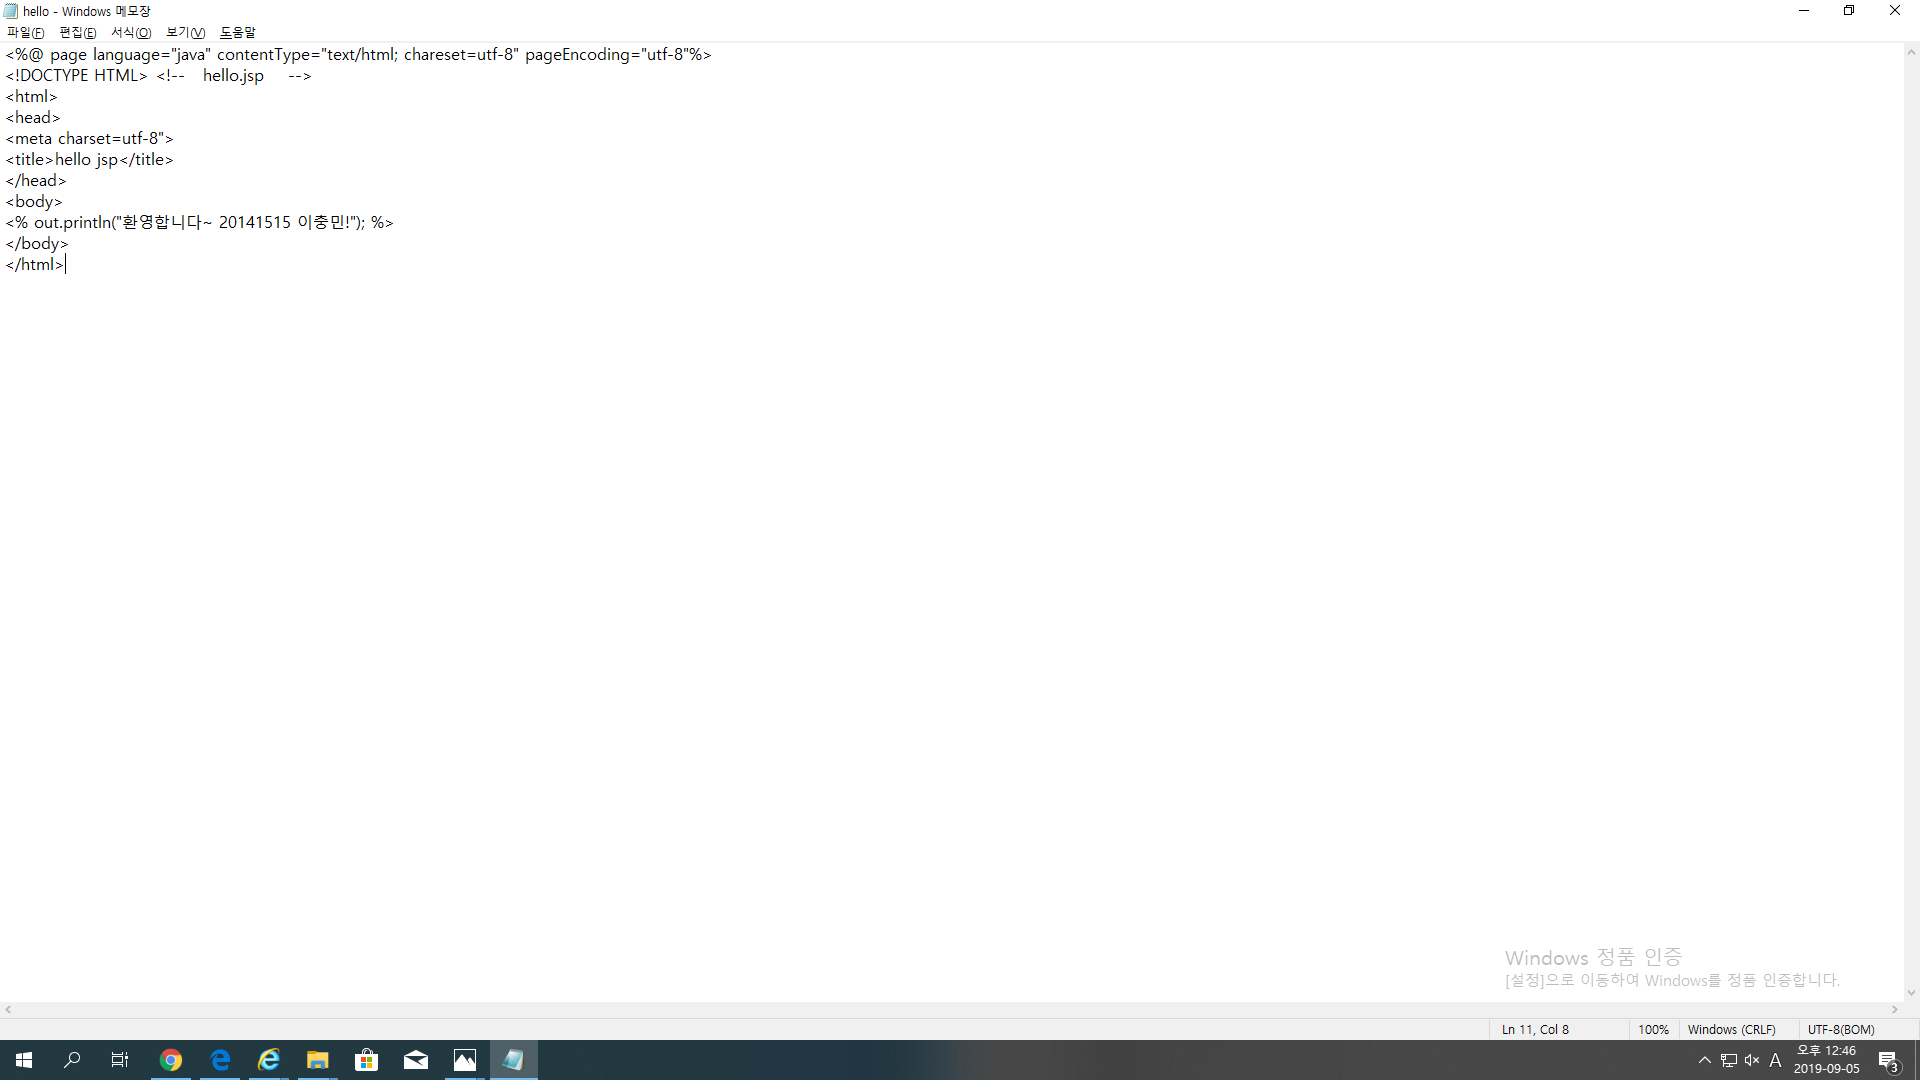 hello - Windows 메모장
파일(F) 편집(E) 서식(O) 보기(V) 도움말
<%@ page language="java" contentType="text/html; chareset=utf-8" pageEncoding="utf-8"%>
<!DOCTYPE HTML> <!-- hello.jsp -->
<html>
<head>
<meta charset=utf-8">
<title>hello jsp</title>
</head>
<body>
<% out.println("환영합니다~ 20141515 이충민!"); %>
</body>
</html>
Windows 정품 인증
[설정]으로 이동하여 Windows를 정품 인증합니다.
Ln 11, Col 8 100% Windows (CRLF) UTF-8(BOM)
A 오후 12:46
2019-09-05 3